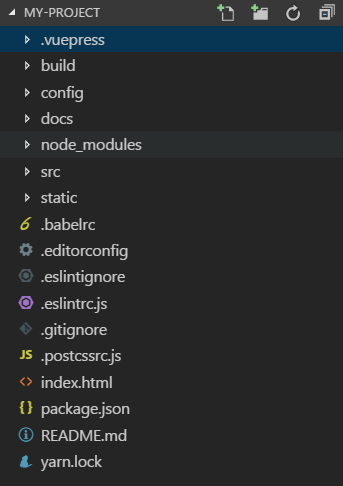 MY-PROJECT
.vuepress
build
config
docs
node_modules
src
static
.babelrc
.editorconfig
.eslintignore
.eslintrc.js
.gitignore
JS .postcssrc.js
<> index.html
{ } package.json
README.md
yarn.lock